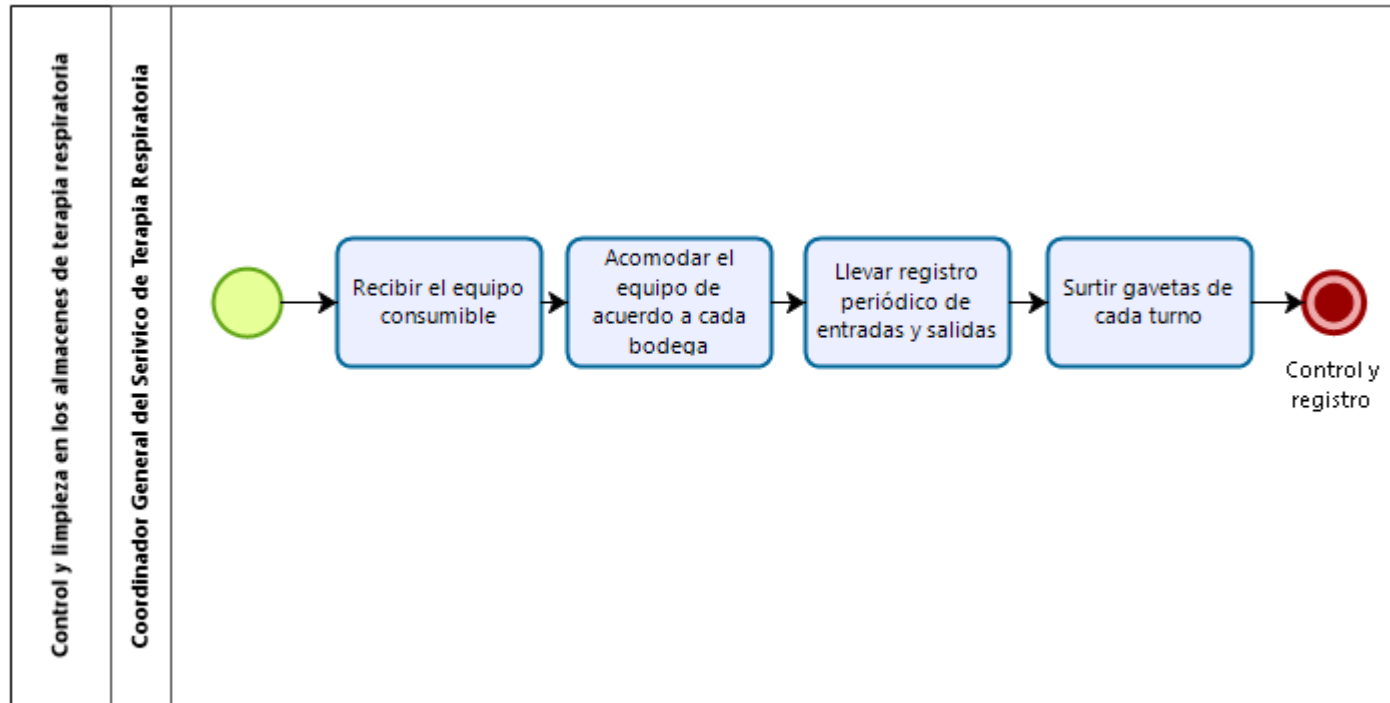 Control y limpieza en los almacenes de terapia respiratoria
Coordinador General del Serivico de Terapia Respiratoria
Recibir el equipo
consumible
Acomodar el
equipo de
acuerdo a cada
bodega
Llevar registro
periódico de
entradas y salidas
Surtir gavetas de
cada turno
Control y
registro